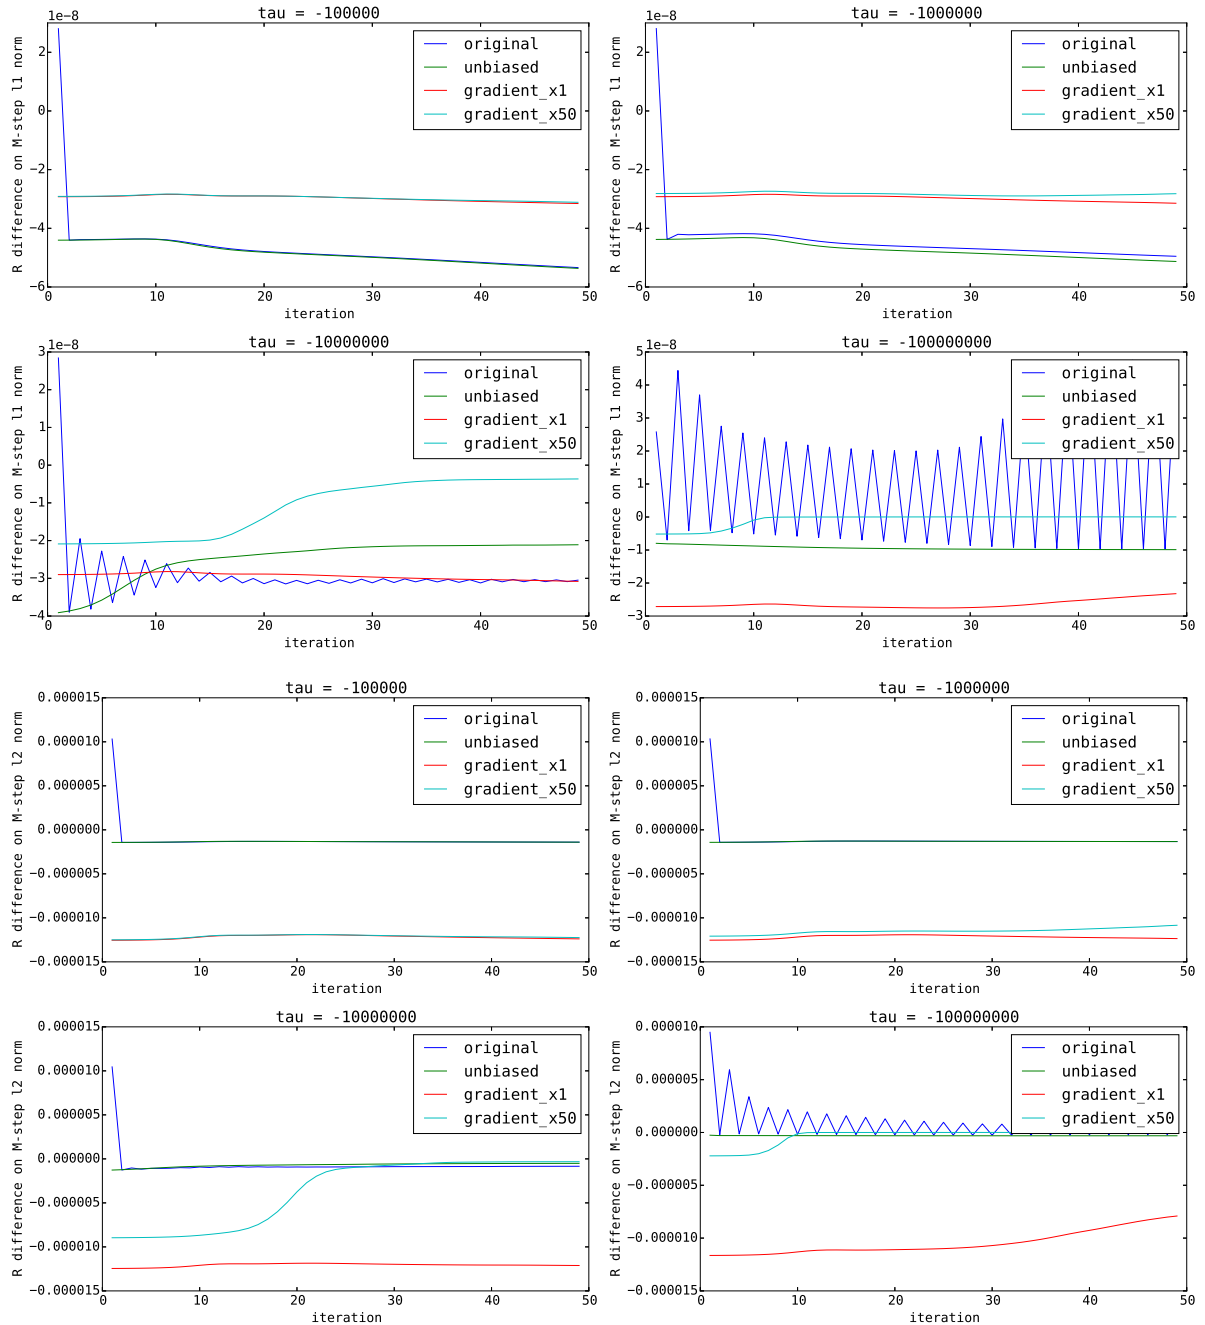 tau = -100000
1e−8
R difference on M-step l1 norm
2
0
−2
−4
−6
0 10 20 30 40 50
iteration
original
unbiased
gradient_x1
gradient_x50
tau = -1000000
1e−8
R difference on M-step l1 norm
2
0
−2
−4
−6
0 10 20 30 40 50
iteration
original
unbiased
gradient_x1
gradient_x50
tau = -10000000
1e−8
R difference on M-step l1 norm
3
2
1
0
−1
−2
−3
−4
0 10 20 30 40 50
iteration
original
unbiased
gradient_x1
gradient_x50
tau = -100000000
1e−8
R difference on M-step l1 norm
5
4
3
2
1
0
−1
−2
−3
0 10 20 30 40 50
iteration
original
unbiased
gradient_x1
gradient_x50
tau = -100000
R difference on M-step l2 norm
0.000015
0.000010
0.000005
0.000000
−0.000005
−0.000010
−0.000015
0 10 20 30 40 50
iteration
original
unbiased
gradient_x1
gradient_x50
tau = -1000000
R difference on M-step l2 norm
0.000015
0.000010
0.000005
0.000000
−0.000005
−0.000010
−0.000015
0 10 20 30 40 50
iteration
original
unbiased
gradient_x1
gradient_x50
tau = -10000000
R difference on M-step l2 norm
0.000015
0.000010
0.000005
0.000000
−0.000005
−0.000010
−0.000015
0 10 20 30 40 50
iteration
original
unbiased
gradient_x1
gradient_x50
tau = -100000000
R difference on M-step l2 norm
0.000010
0.000005
0.000000
−0.000005
−0.000010
−0.000015
0 10 20 30 40 50
iteration
original
unbiased
gradient_x1
gradient_x50